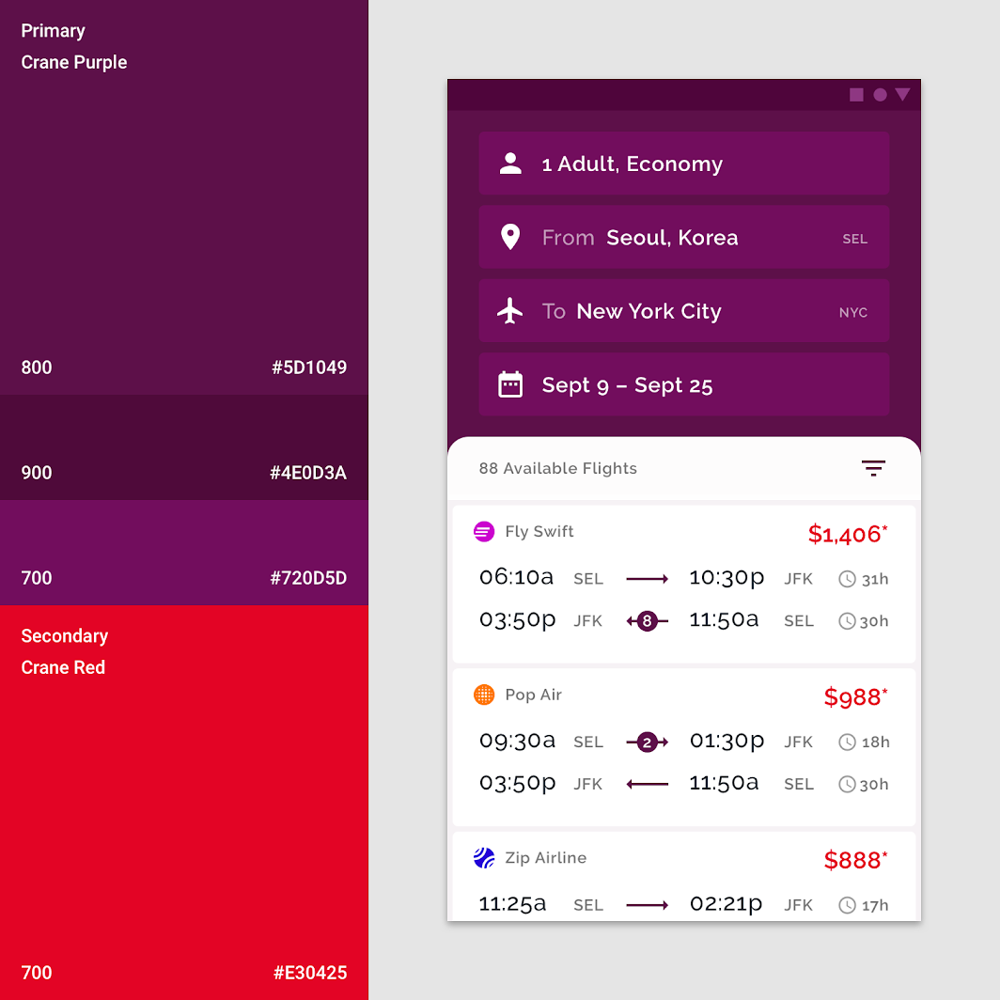 Primary
Crane Purple
800 #5D1049
900 #4E0D3A
700 #720D5D
Secondary
Crane Red
700 #E30425
1 Adult, Economy
From Seoul, Korea SEL
To New York City NYC
Sept 9 – Sept 25
88 Available Flights
Fly Swift $1,406*
06:10a SEL 10:30p JFK 31h
03:50p JFK 8 11:50a SEL 30h
Pop Air $988*
09:30a SEL 2 01:30p JFK 18h
03:50p JFK 11:50a SEL 30h
Zip Airline $888*
11:25a SEL 02:21p JFK 17h